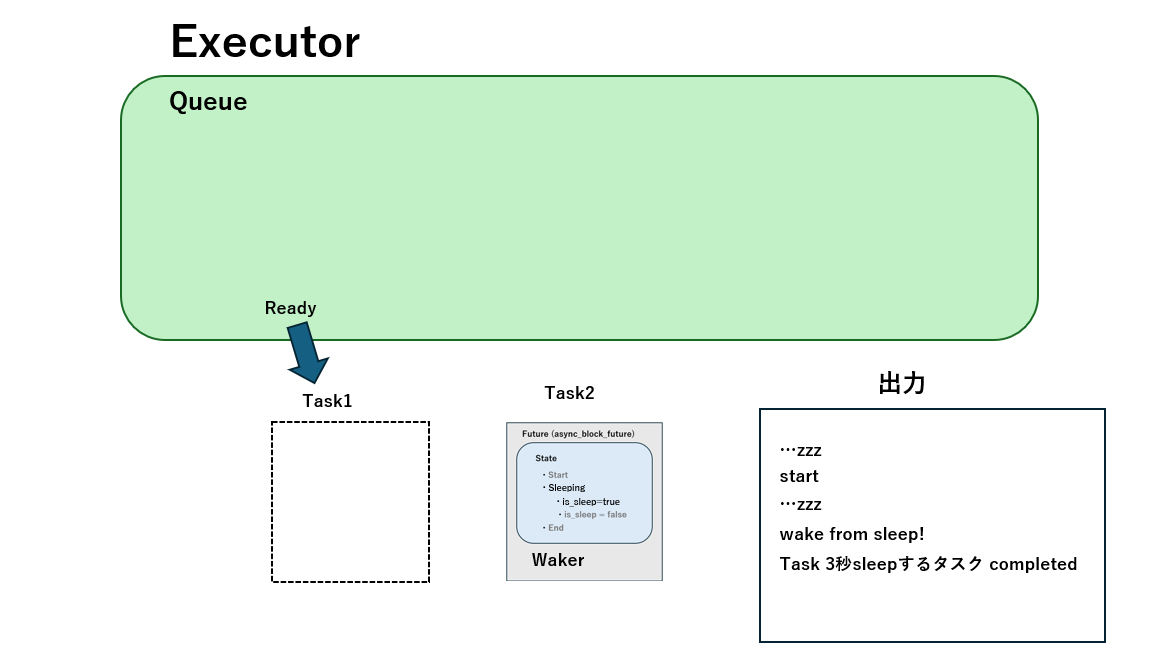 Executor
Queue
Ready
Task1
Task2
Future (async_block_future)
State
・Start
・Sleeping
・is_sleep=true
・is_sleep = false
・End
Waker
出力
…zzz
start
…zzz
wake from sleep!
Task 3秒sleepするタスク completed